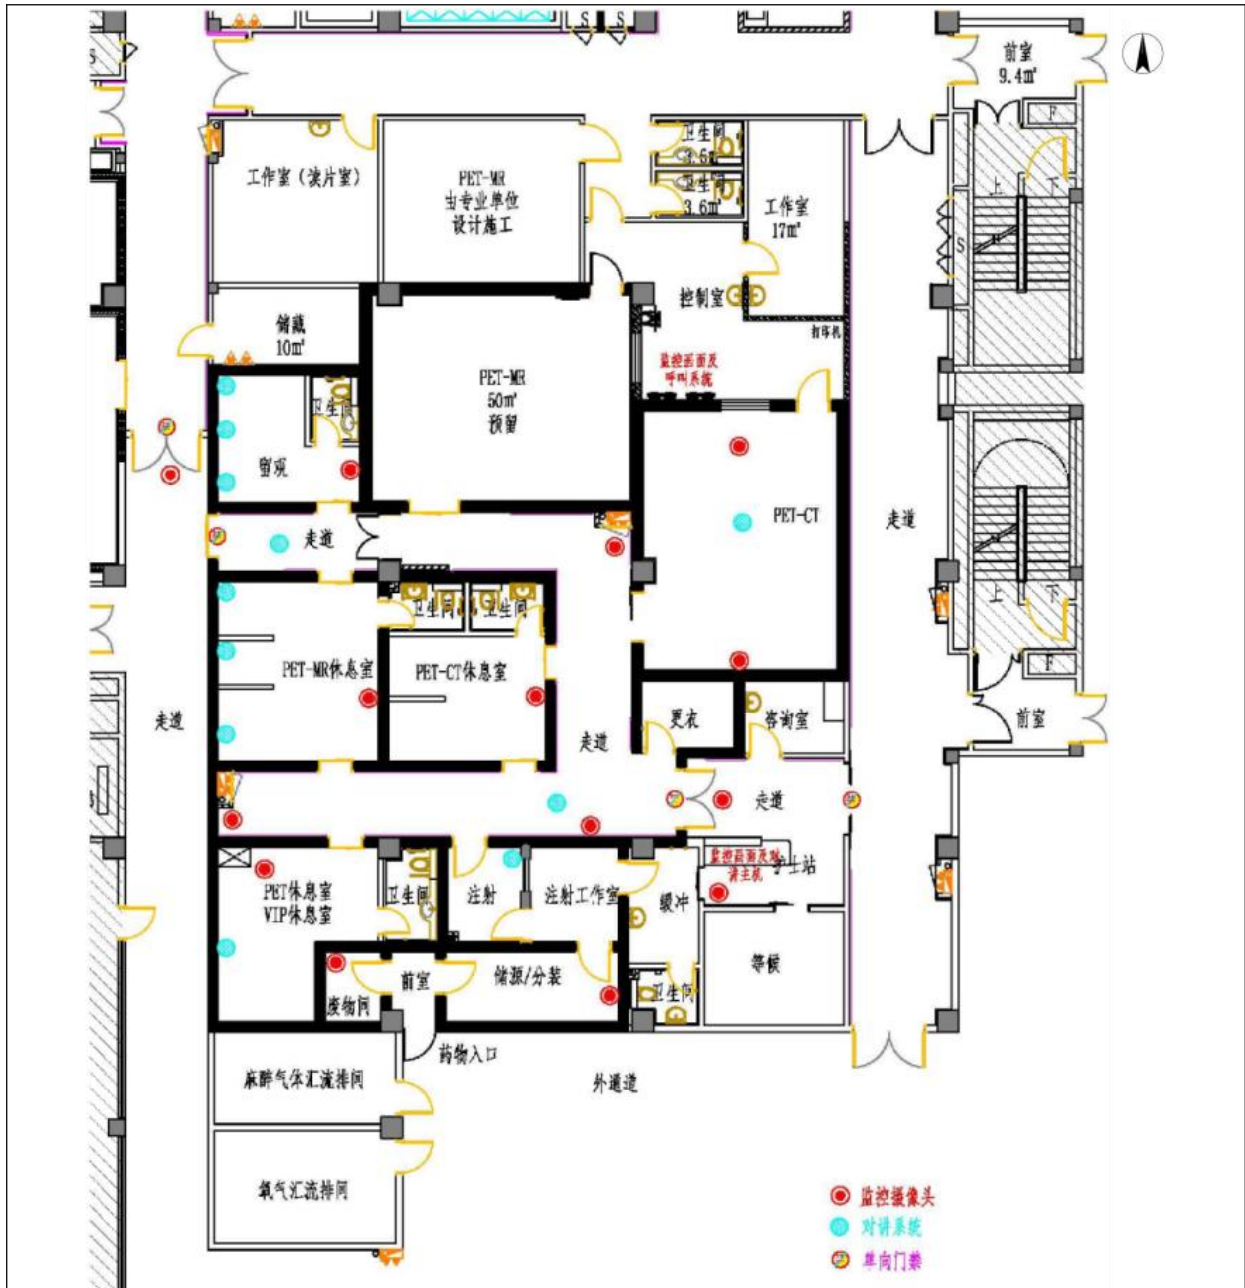 S
S
S
前室
9.4㎡
F
卫生间
3.6㎡
工作室（读片室）
PET-MR
由专业单位
设计施工
卫生间
3.6㎡
工作室
17㎡
上
下
S
控制室
储藏
10㎡
打印机
监控画面及
呼叫系统
PET-MR
50㎡
预留
卫生间
留观
PET-CT
走道
走道
卫生间
卫生间
上
下
PET-MR休息室
PET-CT休息室
F
走道
走道
更衣
咨询室
前室
走道
监控画面及对
讲主机
护士站
PET休息室
VIP休息室
卫生间
注射
注射工作室
缓冲
等候
废物间
前室
储源/分装
卫生间
药物入口
外通道
麻醉气体汇流排间
氧气汇流排间
监控摄像头
对讲系统
单向门禁